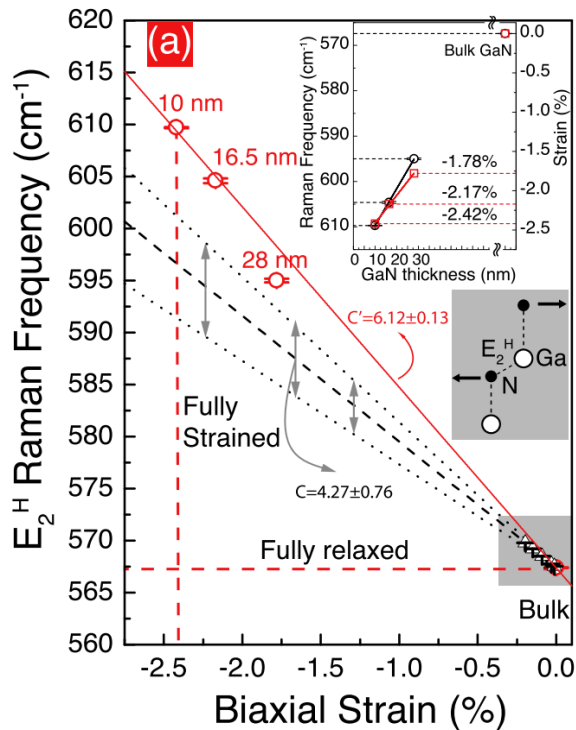 (a)
E₂ᴴ Raman Frequency (cm⁻¹)
620
615
610
605
600
595
590
585
580
575
570
565
560
10 nm
16.5 nm
28 nm
C'=6.12±0.13
Fully
Strained
C=4.27±0.76
Fully relaxed
Bulk
-2.5
-2.0
-1.5
-1.0
-0.5
0.0
Biaxial Strain (%)
Raman Frequency (cm⁻¹)
570
580
590
600
610
Bulk GaN
-1.78%
-2.17%
-2.42%
0.0
-0.5
-1.0
-1.5
-2.0
-2.5
Strain (%)
0 10 20 30
GaN thickness (nm)
E₂ᴴ
Ga
N